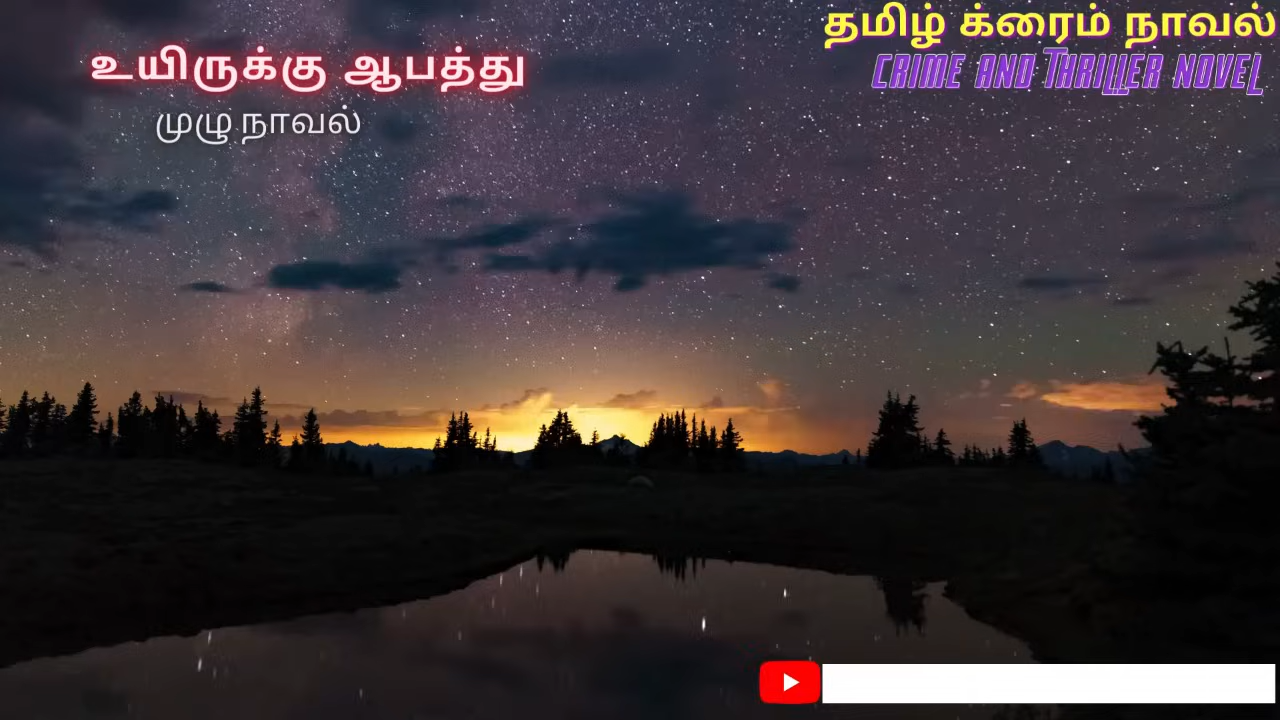 தமிழ் க்ரைம் நாவல்
CRIME AND THRILLER NOVEL
உயிருக்கு ஆபத்து
முழு நாவல்